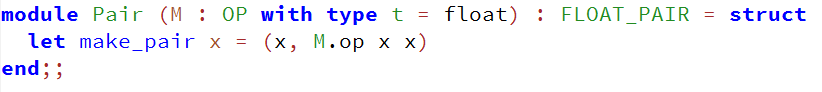 module Pair (M : OP with type t = float) : FLOAT_PAIR = struct
  let make_pair x = (x, M.op x x)
end;;